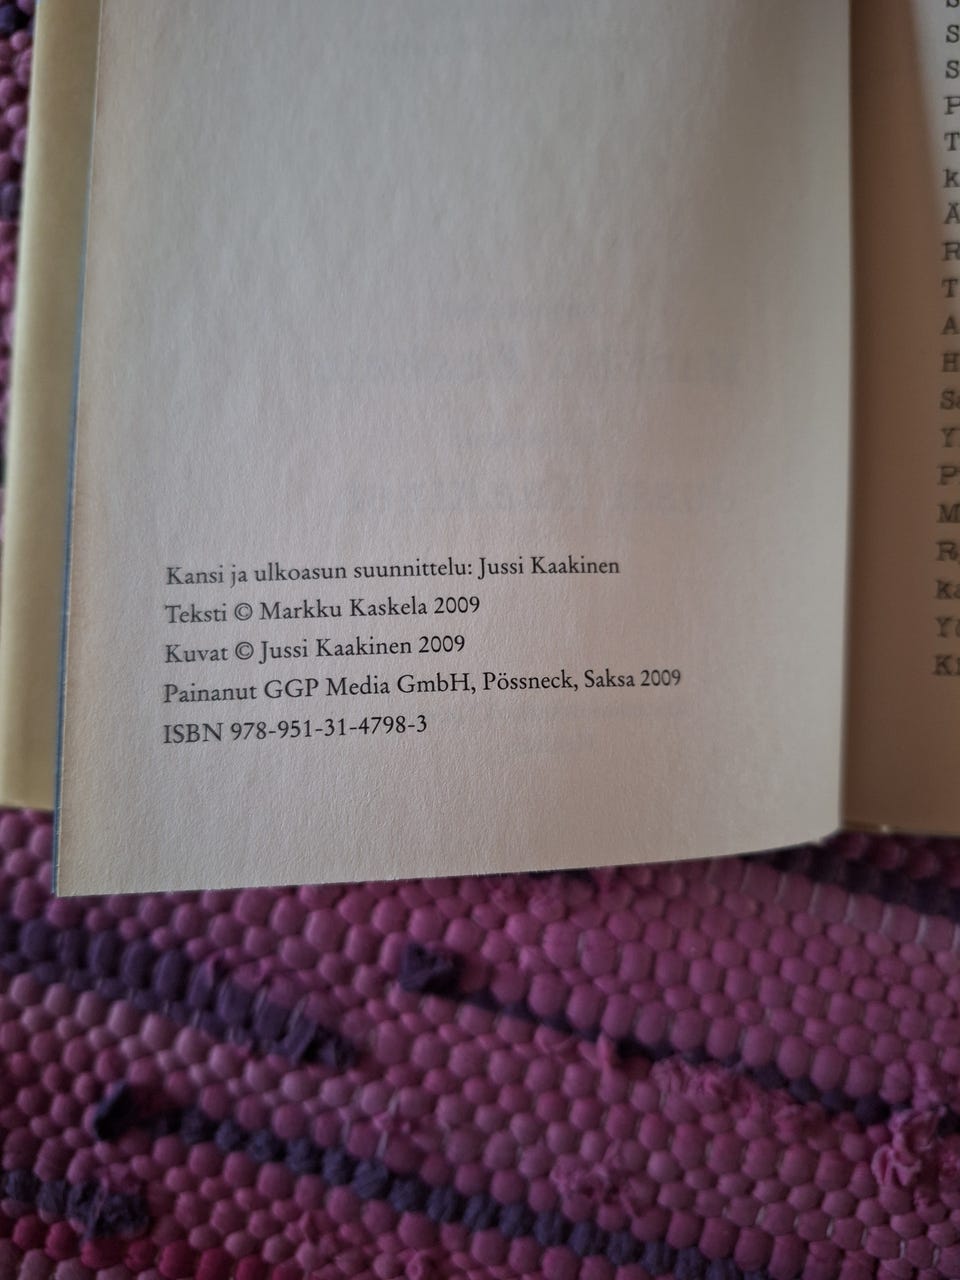 Kansi ja ulkoasun suunnittelu: Jussi Kaakinen
Teksti © Markku Kaskela 2009
Kuvat © Jussi Kaakinen 2009
Painanut GGP Media GmbH, Pössneck, Saksa 2009
ISBN 978-951-31-4798-3